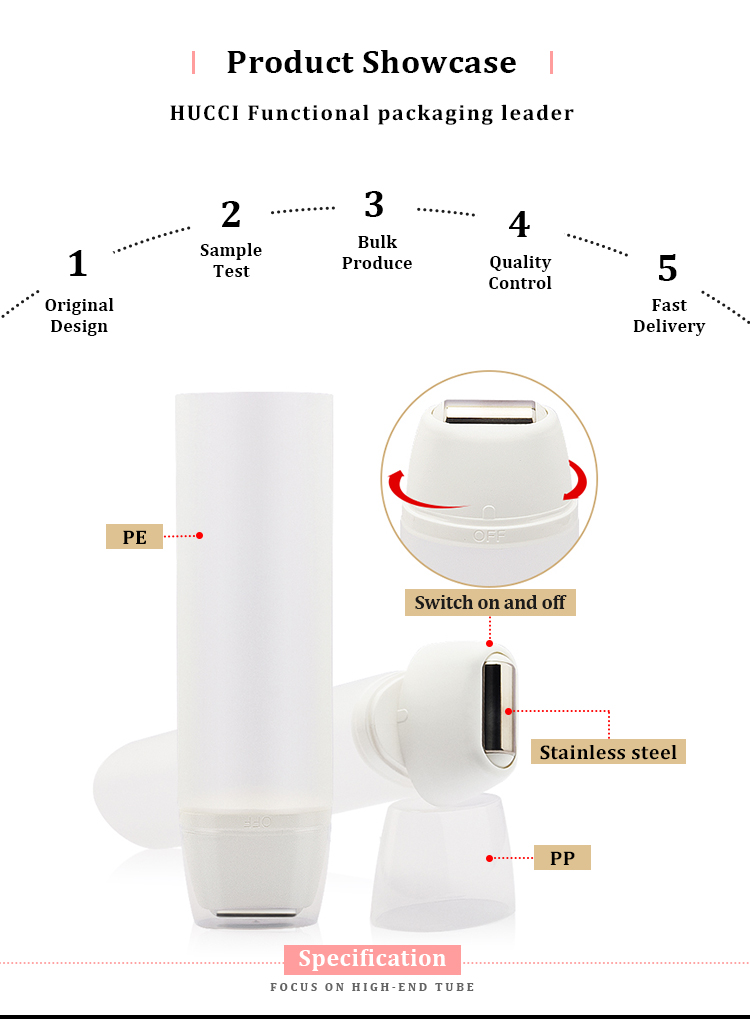 Product Showcase
HUCCI Functional packaging leader
1
Original
Design
2
Sample
Test
3
Bulk
Produce
4
Quality
Control
5
Fast
Delivery
PE
OFF
Switch on and off
Stainless steel
OFF
PP
Specification
FOCUS ON HIGH-END TUBE